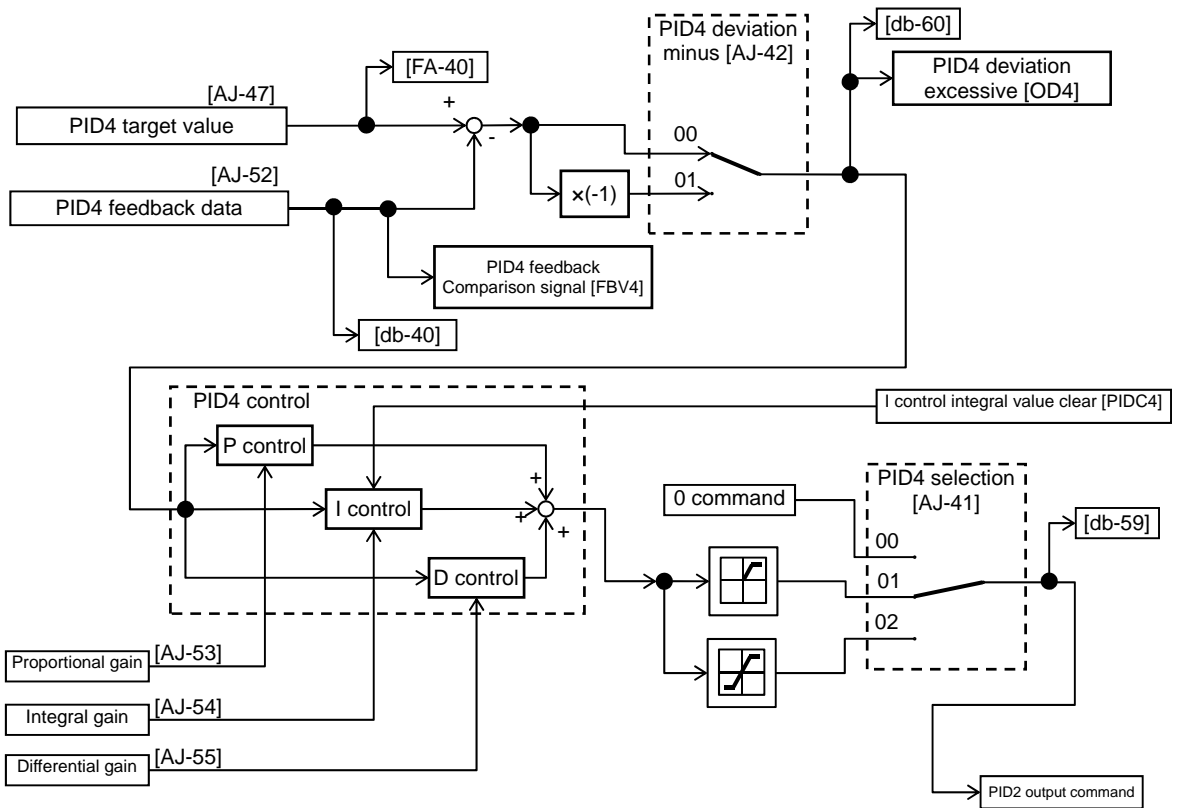 PID4 deviation
minus [AJ-42]
[db-60]
[FA-40]
PID4 deviation
excessive [OD4]
[AJ-47]
+
PID4 target value
-
00
[AJ-52]
01
×(-1)
PID4 feedback data
PID4 feedback
Comparison signal [FBV4]
[db-40]
PID4 control
I control integral value clear [PIDC4]
P control
+
I control
+
+
D control
0 command
PID4 selection
[AJ-41]
[db-59]
00
01
02
Proportional gain
[AJ-53]
Integral gain
[AJ-54]
Differential gain
[AJ-55]
PID2 output command